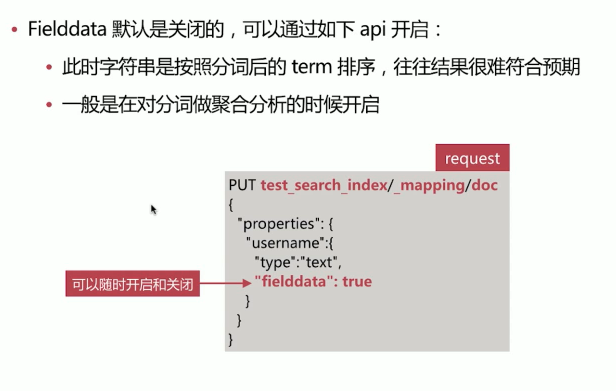 Fielddata 默认是关闭的，可以通过如下 api 开启：
此时字符串是按照分词后的 term 排序，往往结果很难符合预期
一般是在对分词做聚合分析的时候开启
request
PUT test_search_index/_mapping/doc
{
"properties": {
"username":{
"type":"text",
可以随时开启和关闭
"fielddata": true
}
}
}